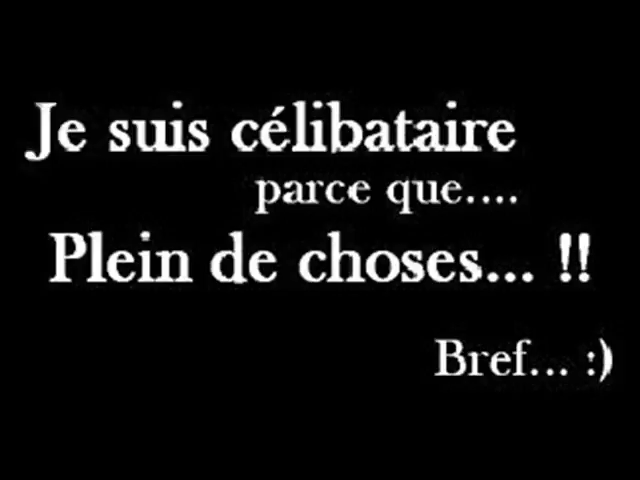 Je suis célibataire
parce que....
Plein de choses... !!
Bref... :)